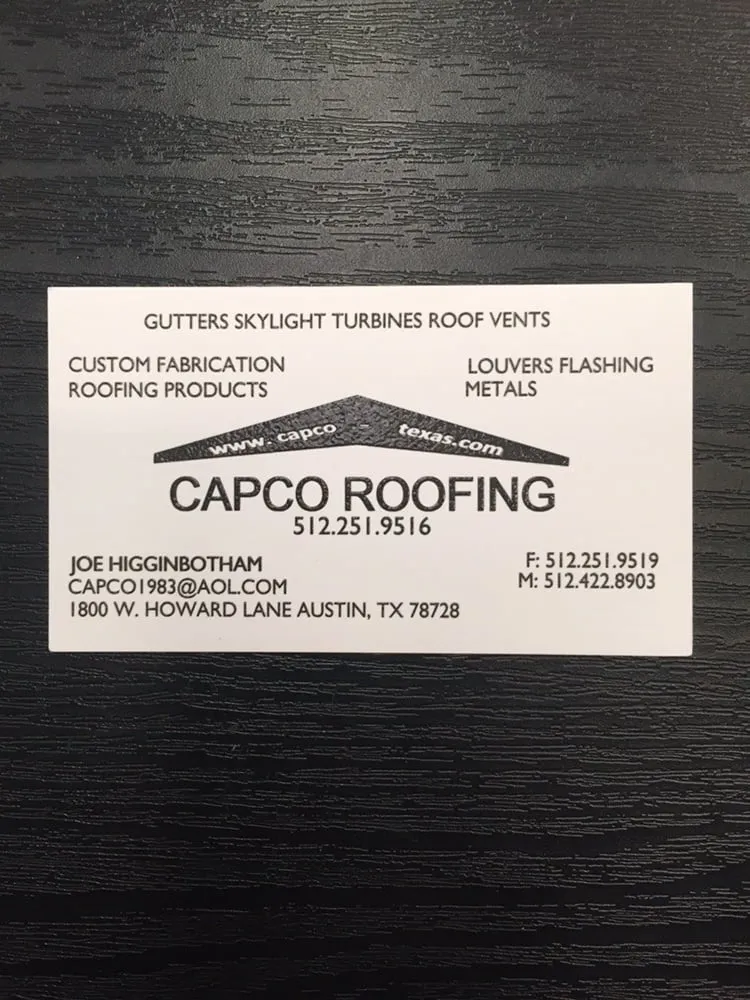 GUTTERS SKYLIGHT TURBINES ROOF VENTS
CUSTOM FABRICATION
ROOFING PRODUCTS
LOUVERS FLASHING
METALS
www.capco - texas.com
CAPCO ROOFING
512.251.9516
JOE HIGGINBOTHAM
CAPCO1983@AOL.COM
1800 W. HOWARD LANE AUSTIN, TX 78728
F: 512.251.9519
M: 512.422.8903